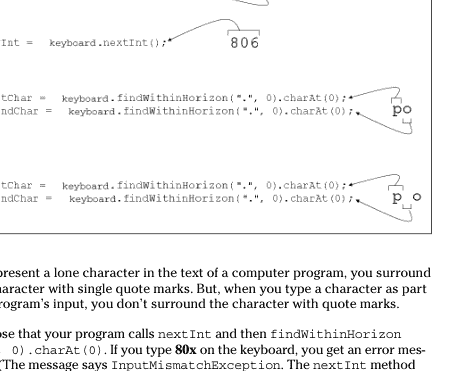 Int = keyboard.nextInt();
806
tChar = keyboard.findWithinHorizon(".", 0).charAt(0);
ndChar = keyboard.findWithinHorizon(".", 0).charAt(0);
po
tChar = keyboard.findWithinHorizon(".", 0).charAt(0);
ndChar = keyboard.findWithinHorizon(".", 0).charAt(0);
p o
present a lone character in the text of a computer program, you surround
haracter with single quote marks. But, when you type a character as part
rogram's input, you don't surround the character with quote marks.
ose that your program calls nextInt and then findWithinHorizon
0).charAt(0). If you type 80x on the keyboard, you get an error mes-
(The message says InputMismatchException. The nextInt method